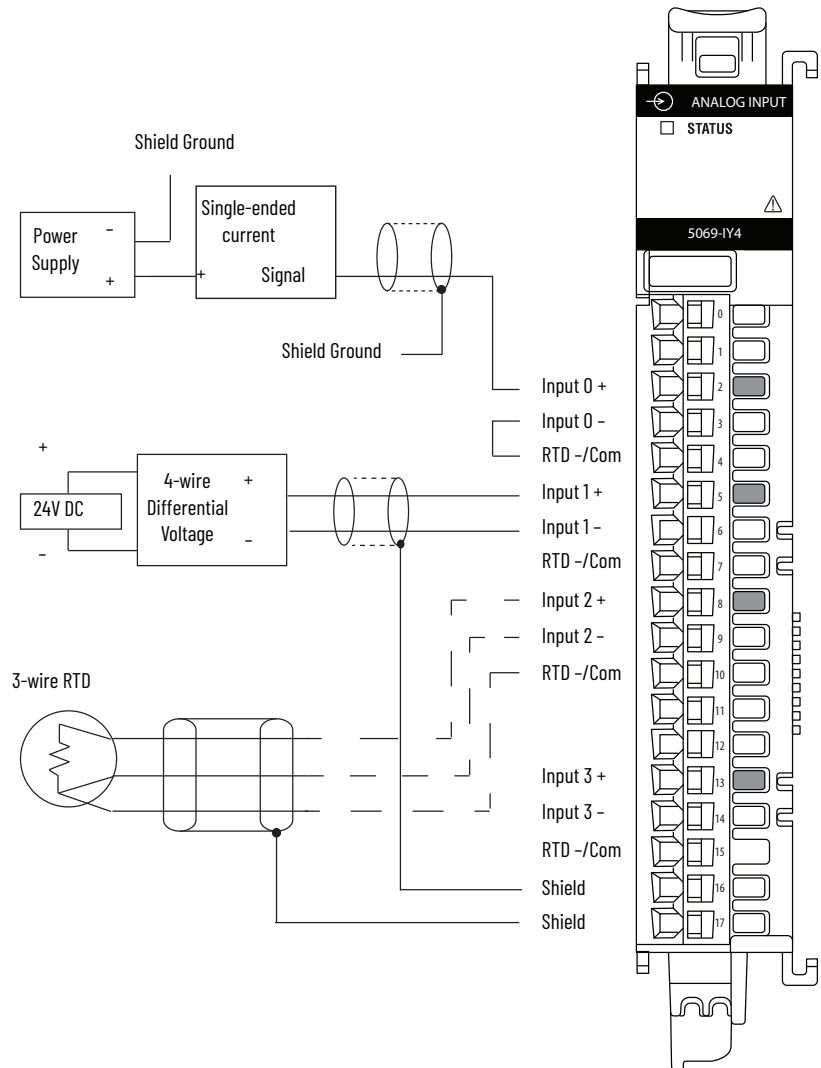 ANALOG INPUT
STATUS
5069-IY4
Shield Ground
Power
Supply
–
+
Single-ended
current
+
Signal
Shield Ground
+
24V DC
–
4-wire
Differential
Voltage
+
–
3-wire RTD
Input 0 +
Input 0 –
RTD –/Com
Input 1 +
Input 1 –
RTD –/Com
Input 2 +
Input 2 –
RTD –/Com
Input 3 +
Input 3 –
RTD –/Com
Shield
Shield
0
1
2
3
4
5
6
7
8
9
10
11
12
13
14
15
16
17